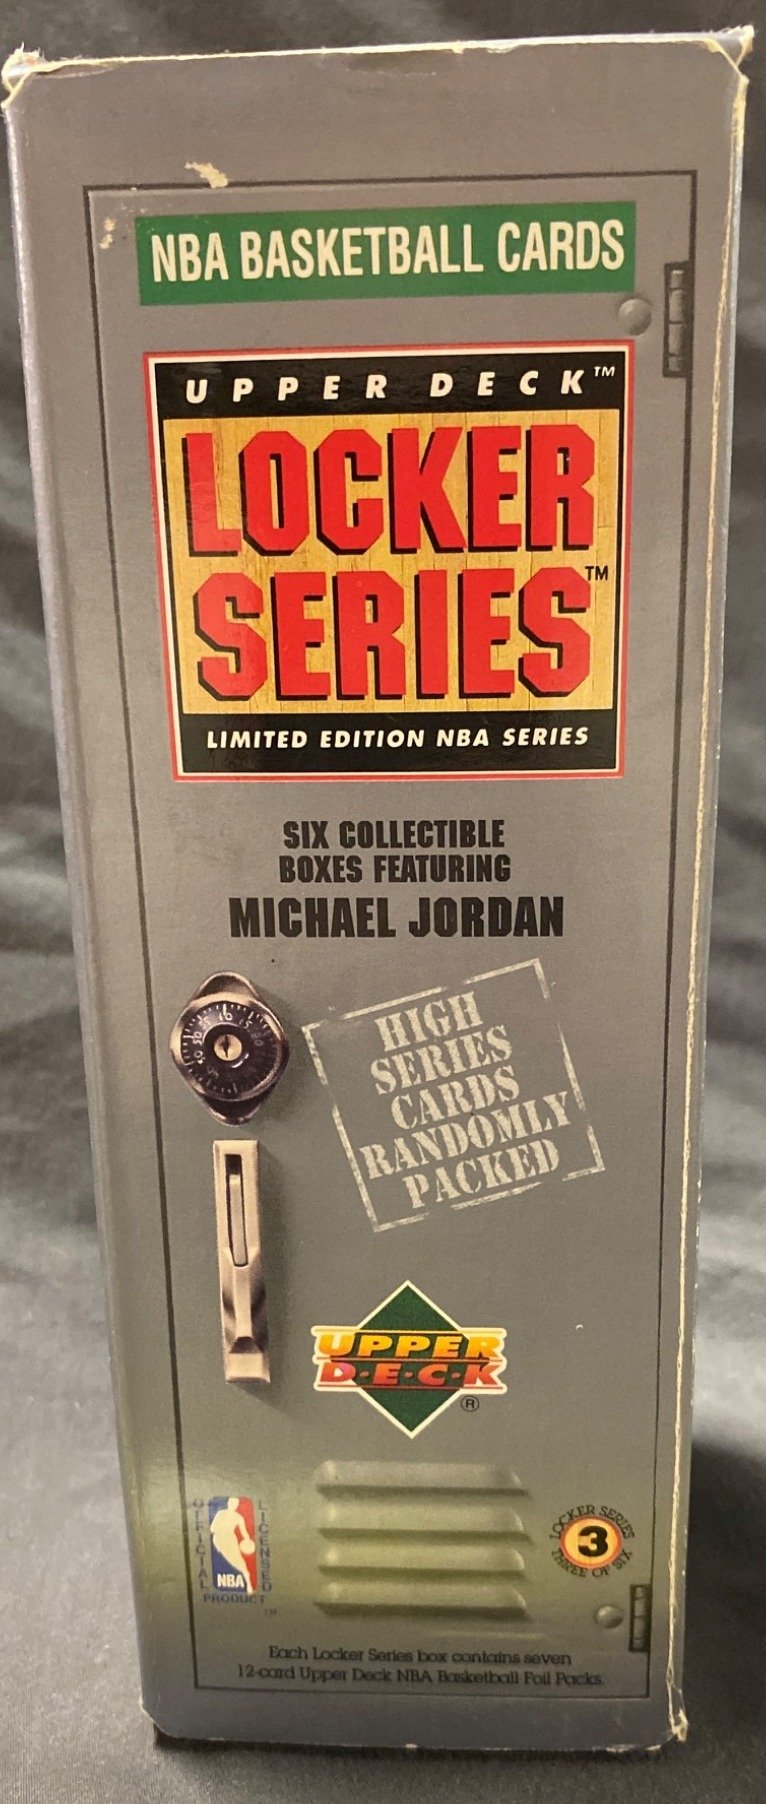 NBA BASKETBALL CARDS
UPPER DECK™
LOCKER
SERIES™
LIMITED EDITION NBA SERIES
SIX COLLECTIBLE
BOXES FEATURING
MICHAEL JORDAN
HIGH
SERIES
CARDS
RANDOMLY
PACKED
UPPER
D·E·C·K
®
OFFICIAL
LICENSED
NBA
PRODUCT
TM
LOCKER SERIES
3
THREE OF SIX
Each Locker Series box contains seven
12-card Upper Deck NBA Basketball Foil Packs